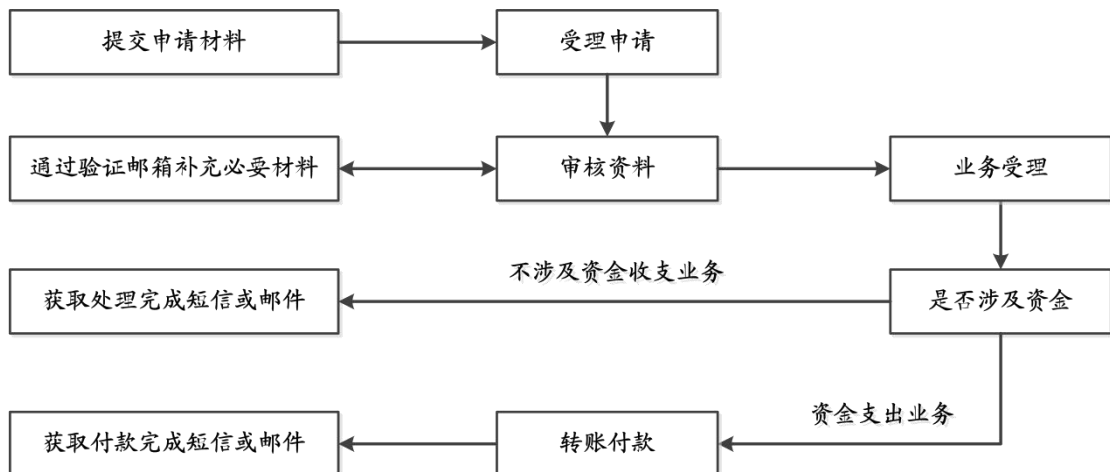 提交申请材料
受理申请
通过验证邮箱补充必要材料
审核资料
业务受理
不涉及资金收支业务
获取处理完成短信或邮件
是否涉及资金
资金支出业务
获取付款完成短信或邮件
转账付款